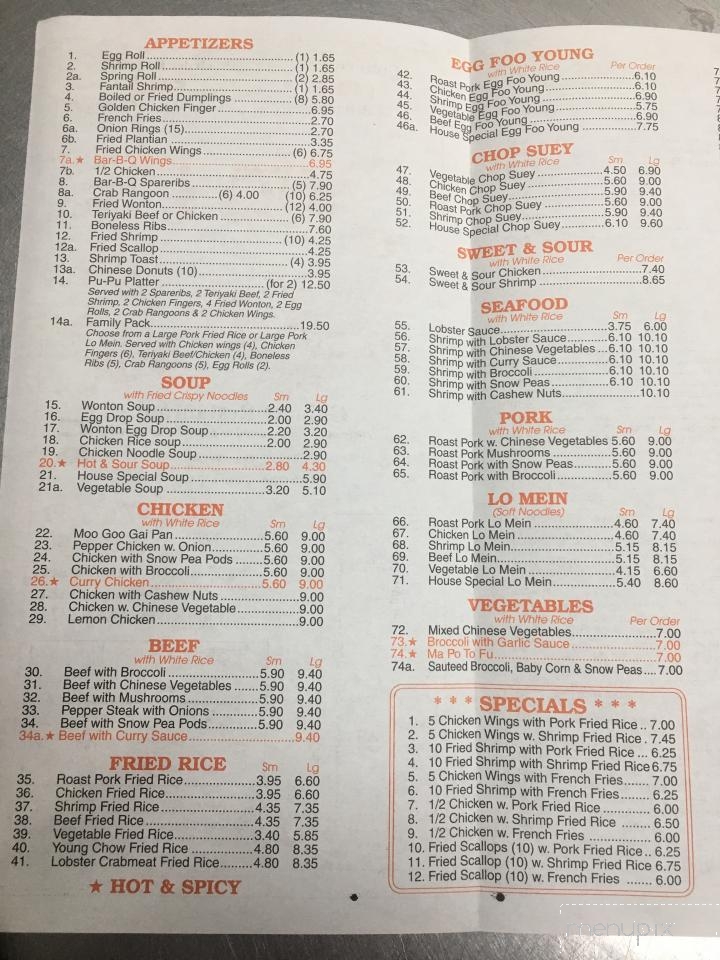 APPETIZERS
1. Egg Roll (1) 1.65
2. Shrimp Roll (1) 1.65
2a. Spring Roll (2) 2.85
3. Fantail Shrimp (1) 1.65
4. Boiled or Fried Dumplings (8) 5.80
5. Golden Chicken Finger 6.95
6. French Fries 2.70
6a. Onion Rings (15) 2.70
6b. Fried Plantian 3.35
7. Fried Chicken Wings (6) 6.75
7a.★ Bar-B-Q Wings 6.95
7b. 1/2 Chicken 4.75
8. Bar-B-Q Spareribs (5) 7.90
8a. Crab Rangoon (6) 4.00 (10) 6.25
9. Fried Wonton (12) 4.00
10. Teriyaki Beef or Chicken (6) 7.90
11. Boneless Ribs 7.60
12. Fried Shrimp (10) 4.25
12a. Fried Scallop 4.25
13. Shrimp Toast (4) 3.95
13a. Chinese Donuts (10) 3.95
14. Pu-Pu Platter (for 2) 12.50
Served with 2 Spareribs, 2 Teriyaki Beef, 2 Fried
Shrimp, 2 Chicken Fingers, 4 Fried Wonton, 2 Egg
Rolls, 2 Crab Rangoons & 2 Chicken Wings.
14a. Family Pack 19.50
Choose from a Large Pork Fried Rice or Large Pork
Lo Mein. Served with Chicken wings (4), Chicken
Fingers (6), Teriyaki Beef/Chicken (4), Boneless
Ribs (5), Crab Rangoons (5), Egg Rolls (2).
SOUP
with Fried Crispy Noodles Sm Lg
15. Wonton Soup 2.40 3.40
16. Egg Drop Soup 2.00 2.90
17. Wonton Egg Drop Soup 2.20 3.20
18. Chicken Rice soup 2.00 2.90
19. Chicken Noodle Soup 2.90
20.★ Hot & Sour Soup 2.80 4.30
21. House Special Soup 5.90
21a. Vegetable Soup 3.20 5.10
CHICKEN
with White Rice Sm Lg
22. Moo Goo Gai Pan 5.60 9.00
23. Pepper Chicken w. Onion 5.60 9.00
24. Chicken with Snow Pea Pods 5.60 9.00
25. Chicken with Broccoli 5.60 9.00
26.★ Curry Chicken 5.60 9.00
27. Chicken with Cashew Nuts 9.00
28. Chicken w. Chinese Vegetable 9.00
29. Lemon Chicken 9.00
BEEF
with White Rice Sm Lg
30. Beef with Broccoli 5.90 9.40
31. Beef with Chinese Vegetables 5.90 9.40
32. Beef with Mushrooms 5.90 9.40
33. Pepper Steak with Onions 5.90 9.40
34. Beef with Snow Pea Pods 5.90 9.40
34a.★ Beef with Curry Sauce 9.40
FRIED RICE Sm Lg
35. Roast Pork Fried Rice 3.95 6.60
36. Chicken Fried Rice 3.95 6.60
37. Shrimp Fried Rice 4.35 7.35
38. Beef Fried Rice 4.35 7.35
39. Vegetable Fried Rice 3.40 5.85
40. Young Chow Fried Rice 4.80 8.35
41. Lobster Crabmeat Fried Rice 4.80 8.35
★ HOT & SPICY
EGG FOO YOUNG
with White Rice Per Order
42. Roast Pork Egg Foo Young 6.10
43. Chicken Egg Foo Young 6.10
44. Shrimp Egg Foo Young 6.90
45. Vegetable Egg Foo Young 5.75
46. Beef Egg Foo Young 6.90
46a. House Special Egg Foo Young 7.75
CHOP SUEY
with White Rice Sm Lg
47. Vegetable Chop Suey 4.50 6.90
48. Chicken Chop Suey 5.60 9.00
49. Beef Chop Suey 5.90 9.40
50. Roast Pork Chop Suey 5.60 9.00
51. Shrimp Chop Suey 5.90 9.40
52. House Special Chop Suey 6.10 9.60
SWEET & SOUR
with White Rice Per Order
53. Sweet & Sour Chicken 7.40
54. Sweet & Sour Shrimp 8.65
SEAFOOD
with White Rice Sm Lg
55. Lobster Sauce 3.75 6.00
56. Shrimp with Lobster Sauce 6.10 10.10
57. Shrimp with Chinese Vegetables 6.10 10.10
58. Shrimp with Curry Sauce 6.10 10.10
59. Shrimp with Broccoli 6.10 10.10
60. Shrimp with Snow Peas 6.10 10.10
61. Shrimp with Cashew Nuts 10.10
PORK
with White Rice Sm Lg
62. Roast Pork w. Chinese Vegetables 5.60 9.00
63. Roast Pork Mushrooms 5.60 9.00
64. Roast Pork with Snow Peas 5.60 9.00
65. Roast Pork with Broccoli 5.60 9.00
LO MEIN
(Soft Noodles) Sm Lg
66. Roast Pork Lo Mein 4.60 7.40
67. Chicken Lo Mein 4.60 7.40
68. Shrimp Lo Mein 5.15 8.15
69. Beef Lo Mein 5.15 8.15
70. Vegetable Lo Mein 4.15 6.60
71. House Special Lo Mein 5.40 8.60
VEGETABLES
with White Rice Per Order
72. Mixed Chinese Vegetables 7.00
73.★ Broccoli with Garlic Sauce 7.00
74.★ Ma Po To Fu 7.00
74a. Sauteed Broccoli, Baby Corn & Snow Peas 7.00
* * * SPECIALS * * *
1. 5 Chicken Wings with Pork Fried Rice 7.00
2. 5 Chicken Wings w. Shrimp Fried Rice 7.45
3. 10 Fried Shrimp with Pork Fried Rice 6.25
4. 10 Fried Shrimp with Shrimp Fried Rice 6.75
5. 5 Chicken Wings with French Fries 7.00
6. 10 Fried Shrimp with French Fries 6.25
7. 1/2 Chicken w. Pork Fried Rice 6.00
8. 1/2 Chicken w. Shrimp Fried Rice 6.50
9. 1/2 Chicken w. French Fries 6.00
10. Fried Scallops (10) w. Pork Fried Rice 6.25
11. Fried Scallop (10) w. Shrimp Fried Rice 6.75
12. Fried Scallop (10) w. French Fries 6.00